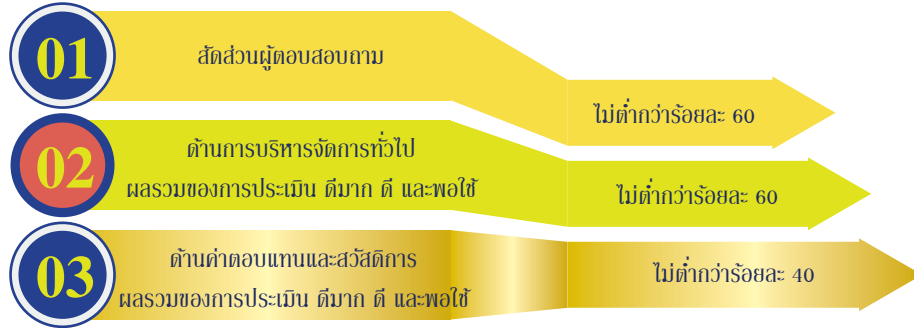 01
สัดส่วนผู้ตอบสอบถาม
ไม่ต่ำกว่าร้อยละ 60
02
ด้านการบริหารจัดการทั่วไป
ผลรวมของการประเมิน ดีมาก ดี และพอใช้
ไม่ต่ำกว่าร้อยละ 60
03
ด้านค่าตอบแทนและสวัสดิการ
ผลรวมของการประเมิน ดีมาก ดี และพอใช้
ไม่ต่ำกว่าร้อยละ 40